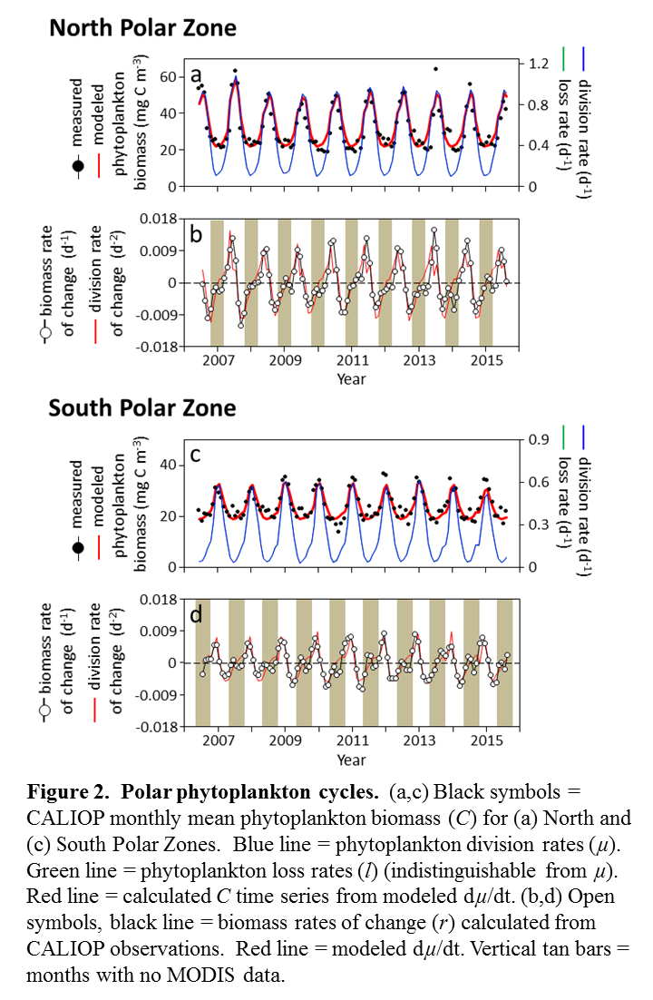 North Polar Zone
a
measured
modeled
phytoplankton
biomass (mg C m-3)
60
40
20
0
1.2
0.8
0.4
0
loss rate (d-1)
division rate (d-1)
b
biomass rate
of change (d-1)
division rate
of change (d-2)
0.018
0.009
0
-0.009
-0.018
2007 2009 2011 2013 2015
Year
South Polar Zone
c
measured
modeled
phytoplankton
biomass (mg C m-3)
40
20
0
0.9
0.6
0.3
0
loss rate (d-1)
division rate (d-1)
d
biomass rate
of change (d-1)
division rate
of change (d-2)
0.018
0.009
0
-0.009
-0.018
2007 2009 2011 2013 2015
Year
Figure 2. Polar phytoplankton cycles. (a,c) Black symbols =
CALIOP monthly mean phytoplankton biomass (C) for (a) North and
(c) South Polar Zones. Blue line = phytoplankton division rates (μ).
Green line = phytoplankton loss rates (l) (indistinguishable from μ).
Red line = calculated C time series from modeled dμ/dt. (b,d) Open
symbols, black line = biomass rates of change (r) calculated from
CALIOP observations. Red line = modeled dμ/dt. Vertical tan bars =
months with no MODIS data.